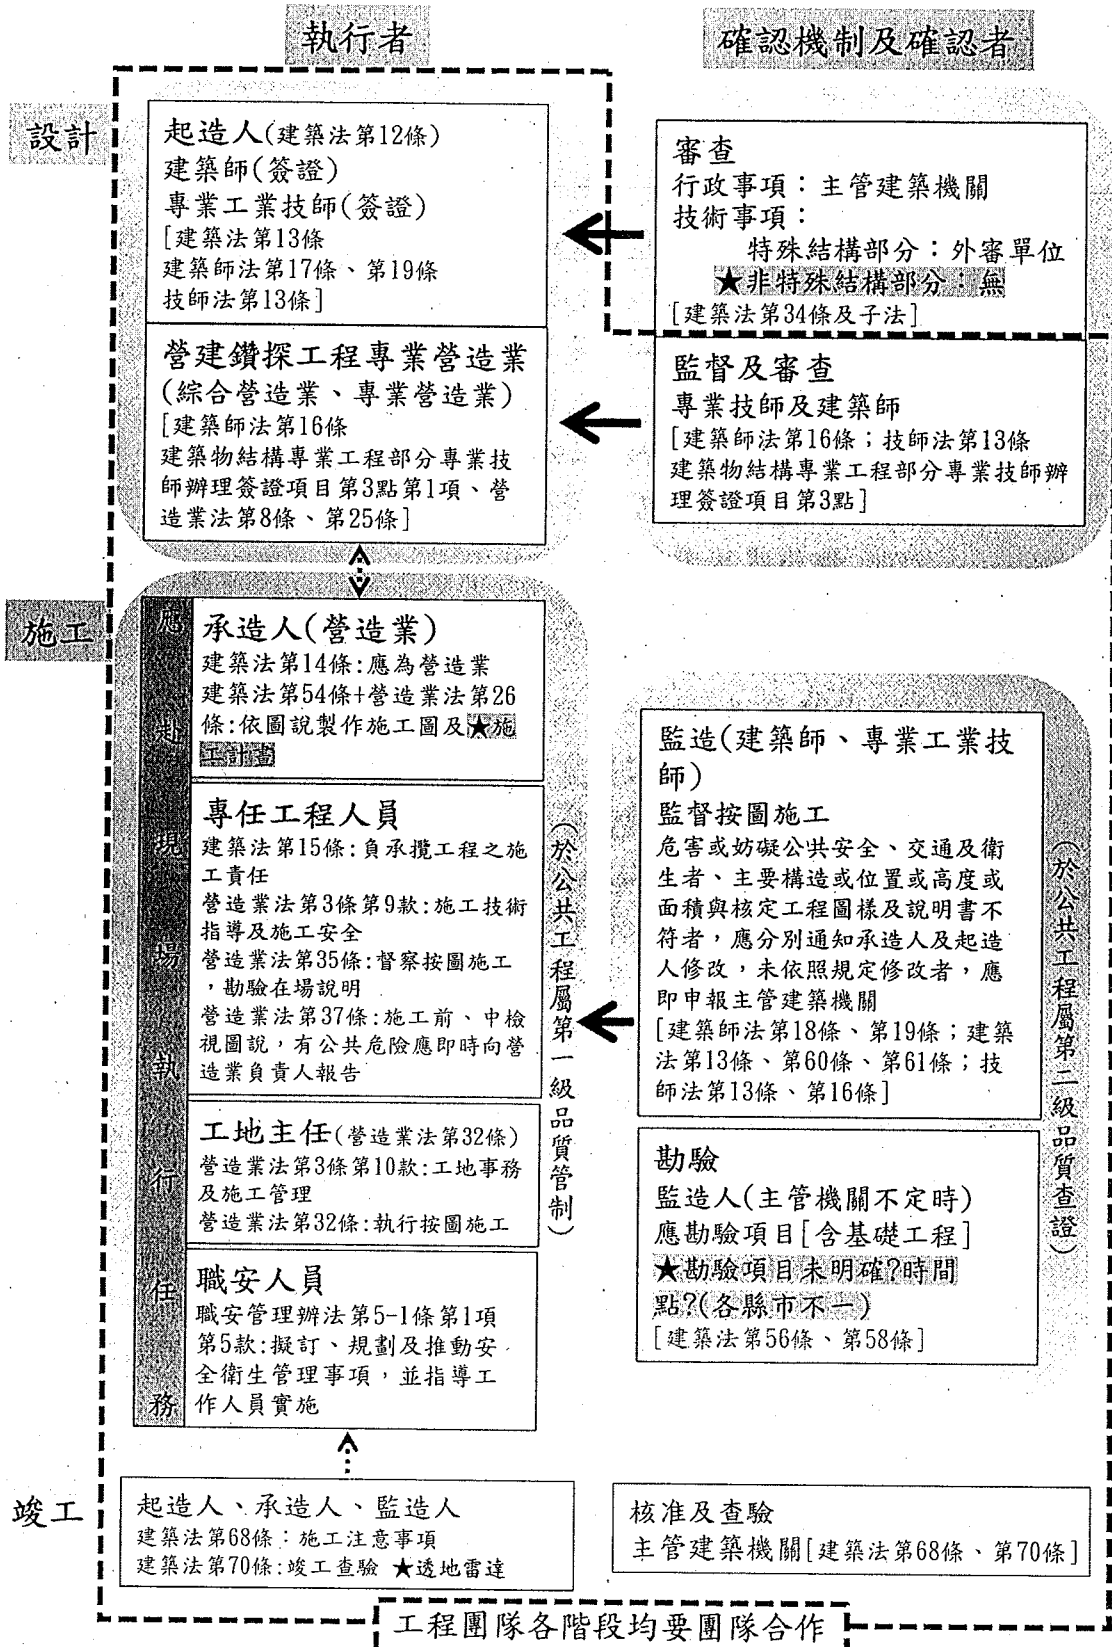 執行者
確認機制及確認者
設計
起造人(建築法第12條)
建築師(簽證)
專業工業技師(簽證)
[建築法第13條
建築師法第17條、第19條
技師法第13條]
審查
行政事項：主管建築機關
技術事項：
特殊結構部分：外審單位
★非特殊結構部分：無
[建築法第34條及子法]
營建鑽探工程專業營造業
(綜合營造業、專業營造業)
[建築師法第16條
建築物結構專業工程部分專業技
師辦理簽證項目第3點第1項、營
造業法第8條、第25條]
監督及審查
專業技師及建築師
[建築師法第16條；技師法第13條
建築物結構專業工程部分專業技師辦
理簽證項目第3點]
施工
應赴現場執行任務
承造人(營造業)
建築法第14條:應為營造業
建築法第54條+營造業法第26
條:依圖說製作施工圖及★施
工計畫
專任工程人員
建築法第15條:負承攬工程之施
工責任
營造業法第3條第9款:施工技術
指導及施工安全
營造業法第35條:督察按圖施工
，勘驗在場說明
營造業法第37條:施工前、中檢
視圖說，有公共危險應即時向營
造業負責人報告
工地主任(營造業法第32條)
營造業法第3條第10款:工地事務
及施工管理
營造業法第32條:執行按圖施工
職安人員
職安管理辦法第5-1條第1項
第5款:擬訂、規劃及推動安
全衛生管理事項，並指導工
作人員實施
(於公共工程屬第一級品質管制)
監造(建築師、專業工業技
師)
監督按圖施工
危害或妨礙公共安全、交通及衛
生者、主要構造或位置或高度或
面積與核定工程圖樣及說明書不
符者，應分別通知承造人及起造
人修改，未依照規定修改者，應
即申報主管建築機關
[建築師法第18條、第19條；建築
法第13條、第60條、第61條；技
師法第13條、第16條]
勘驗
監造人(主管機關不定時)
應勘驗項目[含基礎工程]
★勘驗項目未明確?時間
點?(各縣市不一)
[建築法第56條、第58條]
(於公共工程屬第二級品質查證)
竣工
起造人、承造人、監造人
建築法第68條：施工注意事項
建築法第70條:竣工查驗 ★透地雷達
核准及查驗
主管建築機關[建築法第68條、第70條]
工程團隊各階段均要團隊合作